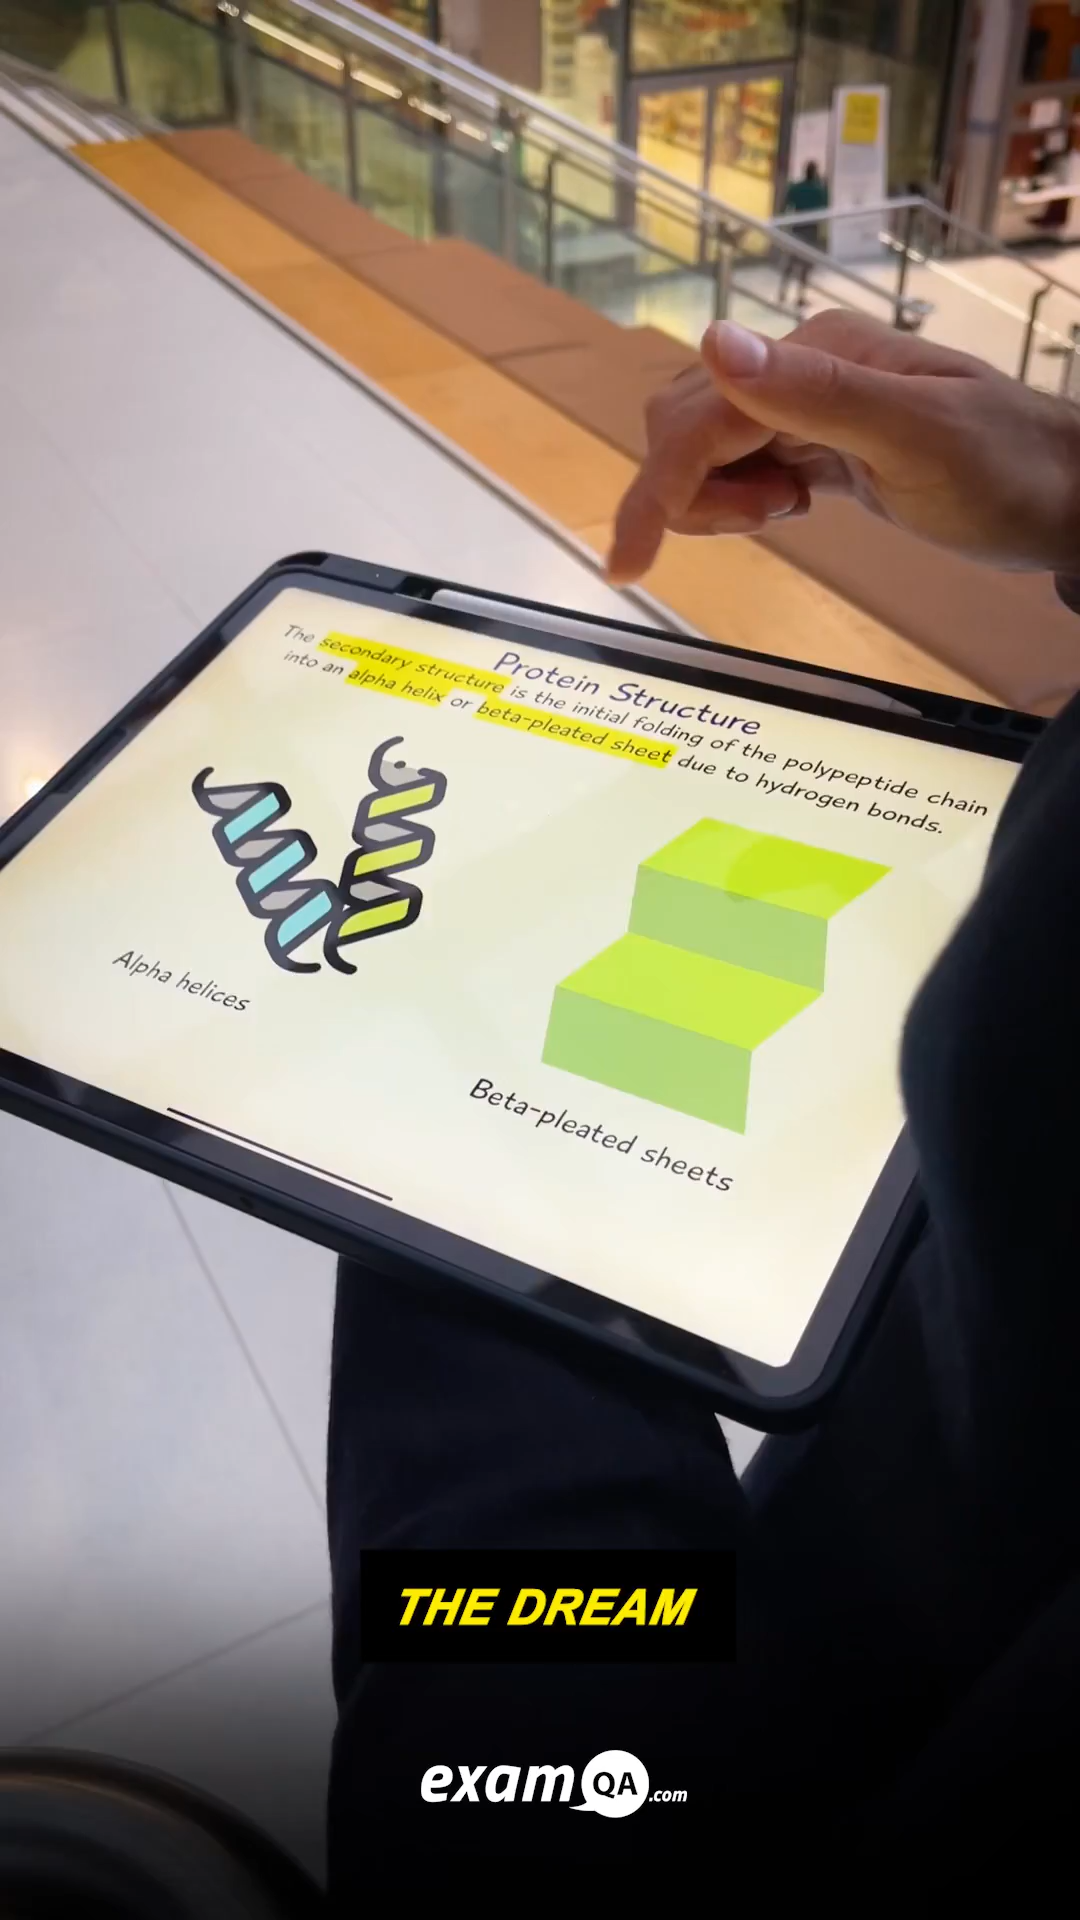 Protein Structure
The secondary structure is the initial folding of the polypeptide chain
into an alpha helix or beta-pleated sheet due to hydrogen bonds.
Alpha helices
Beta-pleated sheets
THE DREAM
examQA.com